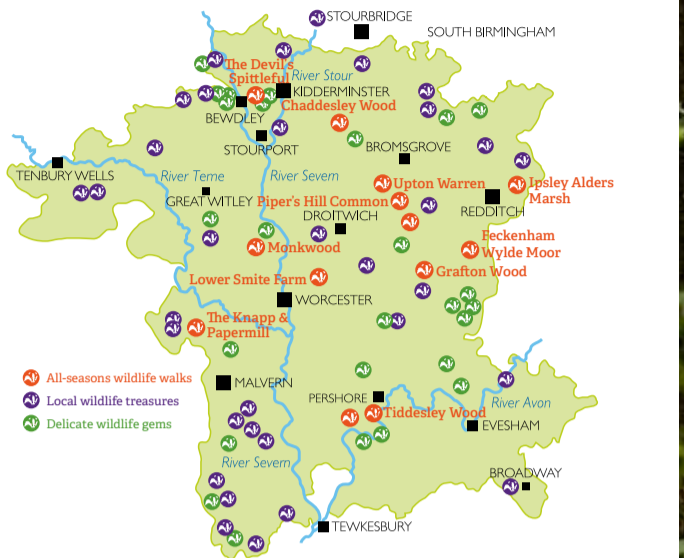 STOURBRIDGE
SOUTH BIRMINGHAM
The Devil's
Spittleful
River Stour
KIDDERMINSTER
Chaddesley Wood
BEWDLEY
STOURPORT
BROMSGROVE
TENBURY WELLS
River Teme
River Severn
Upton Warren
Ipsley Alders
Marsh
GREAT WITLEY
Piper's Hill Common
REDDITCH
DROITWICH
Monkwood
Feckenham
Wylde Moor
Lower Smite Farm
Grafton Wood
WORCESTER
The Knapp &
Papermill
All-seasons wildlife walks
Local wildlife treasures
Delicate wildlife gems
MALVERN
PERSHORE
Tiddesley Wood
River Avon
EVESHAM
River Severn
BROADWAY
TEWKESBURY